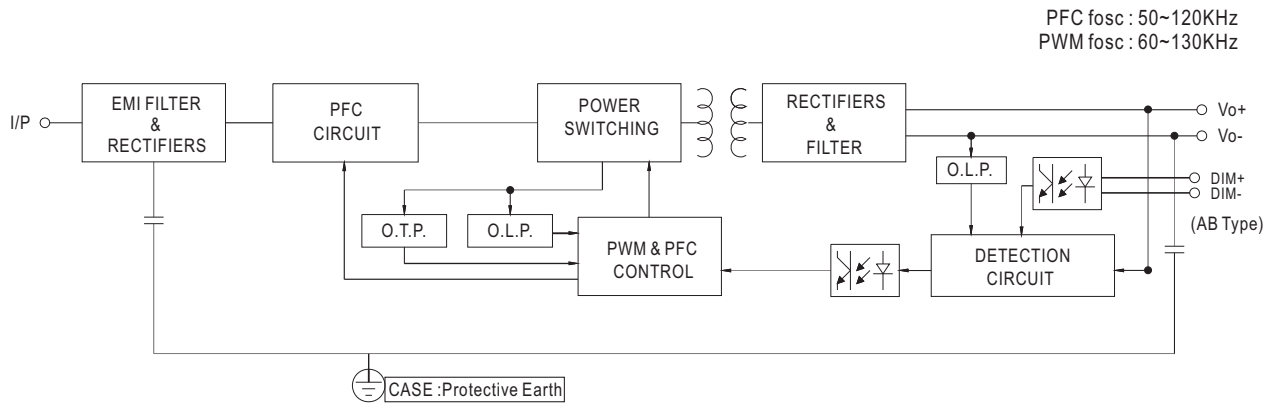 PFC fosc : 50~120KHz
PWM fosc : 60~130KHz
I/P
EMI FILTER
&
RECTIFIERS
PFC
CIRCUIT
POWER
SWITCHING
RECTIFIERS
&
FILTER
Vo+
Vo-
O.L.P.
DIM+
DIM-
(AB Type)
O.T.P.
O.L.P.
PWM & PFC
CONTROL
DETECTION
CIRCUIT
CASE :Protective Earth